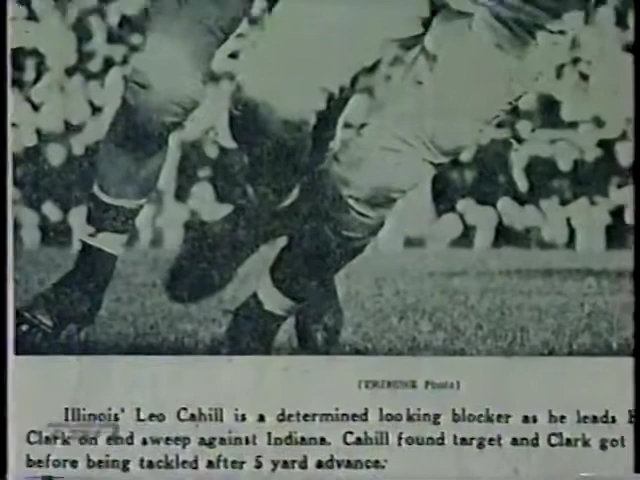 [TRIBUNE Photo]
Illinois' Leo Cahill is a determined looking blocker as he leads
Clark on end sweep against Indiana. Cahill found target and Clark got
before being tackled after 5 yard advance.